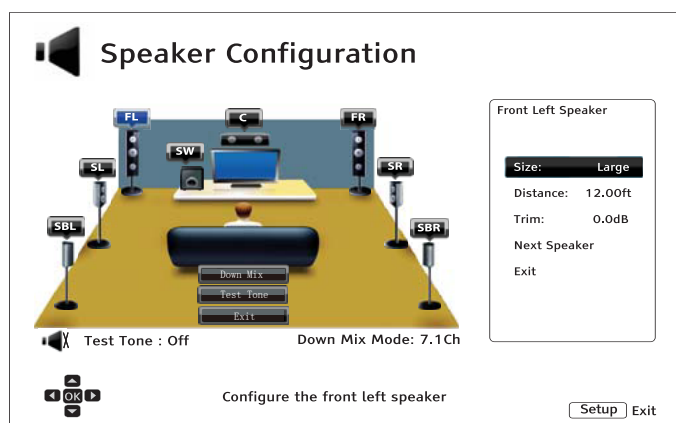 Speaker Configuration
FL
C
FR
SW
SL
SR
SBL
SBR
Down Mix
Test Tone
Exit
Test Tone : Off
Down Mix Mode: 7.1Ch
Front Left Speaker
Size: Large
Distance: 12.00ft
Trim: 0.0dB
Next Speaker
Exit
OK
Configure the front left speaker
Setup Exit